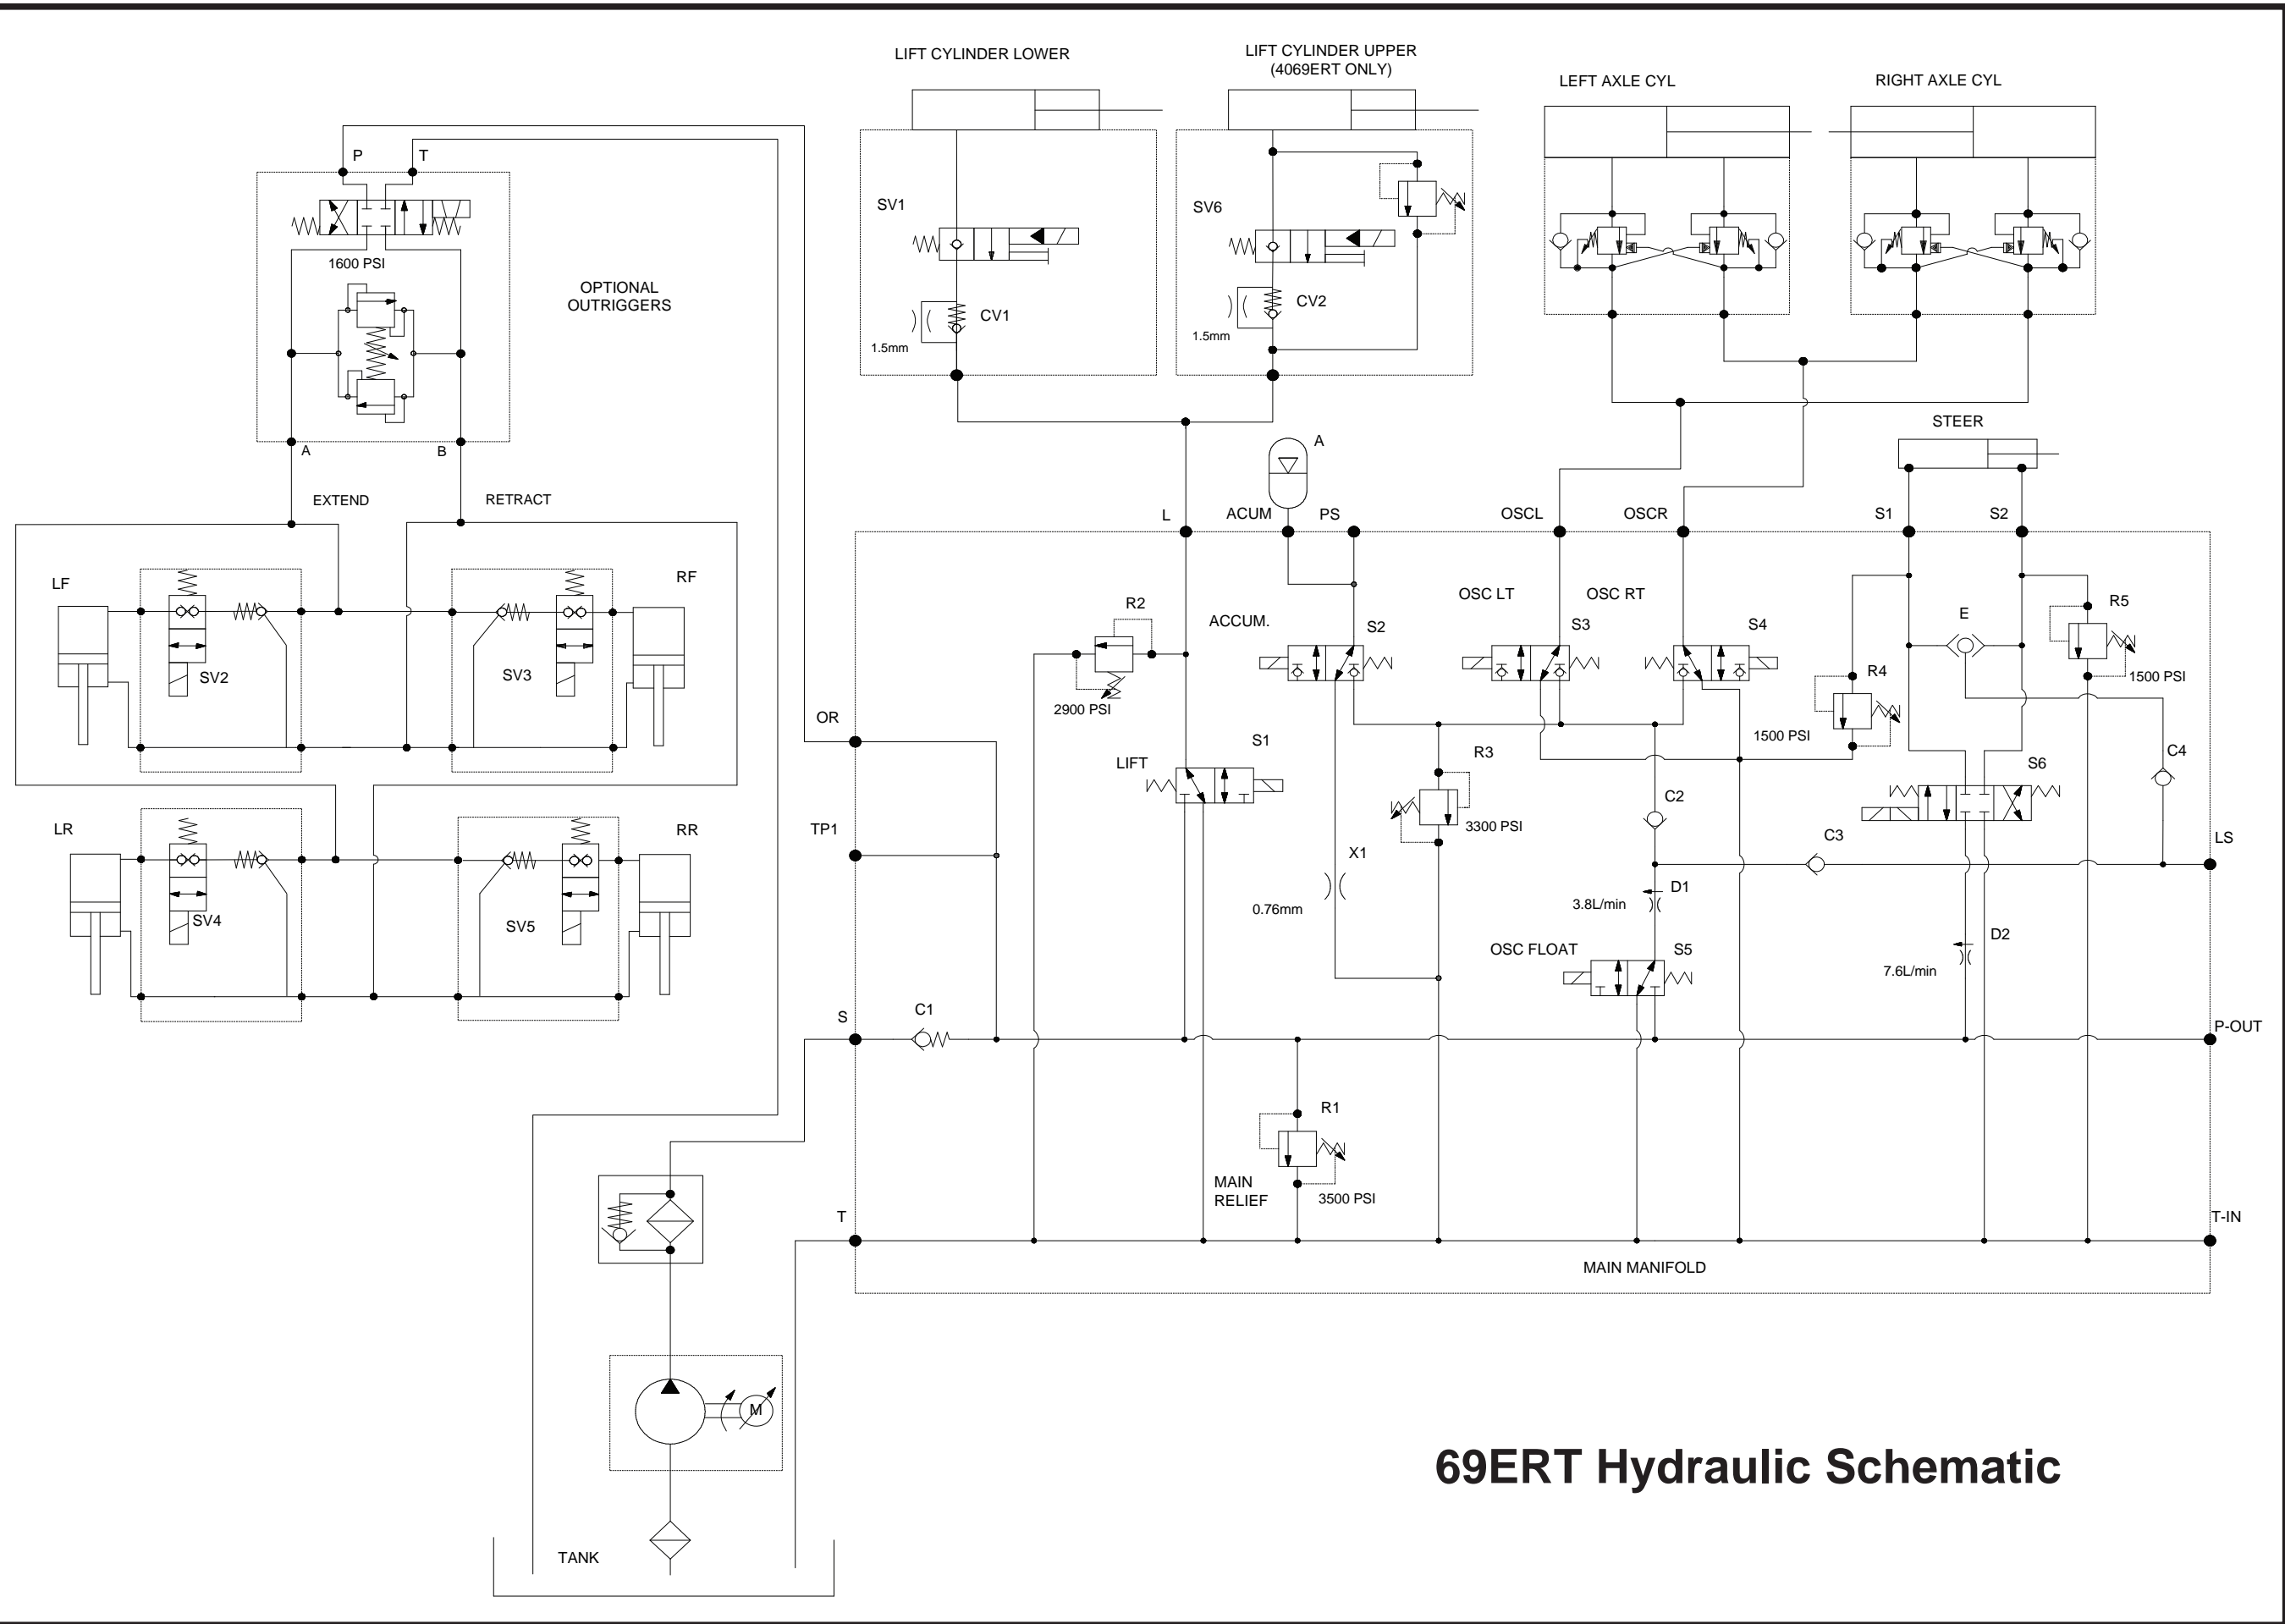 LIFT CYLINDER LOWER
LIFT CYLINDER UPPER
(4069ERT ONLY)
LEFT AXLE CYL
RIGHT AXLE CYL
P
T
SV1
SV6
1600 PSI
OPTIONAL
OUTRIGGERS
CV1
CV2
1.5mm
1.5mm
STEER
A
A
B
EXTEND
RETRACT
L
ACUM
PS
OSCL
OSCR
S1
S2
LF
RF
SV2
SV3
R2
ACCUM.
S2
OSC LT
S3
OSC RT
S4
E
R5
R4
1500 PSI
2900 PSI
1500 PSI
OR
S1
LIFT
R3
S6
C4
C2
3300 PSI
LR
RR
TP1
C3
LS
X1
D1
3.8L/min
0.76mm
SV4
SV5
OSC FLOAT
S5
D2
7.6L/min
S
C1
P-OUT
R1
MAIN
RELIEF
3500 PSI
T
T-IN
MAIN MANIFOLD
M
69ERT Hydraulic Schematic
TANK